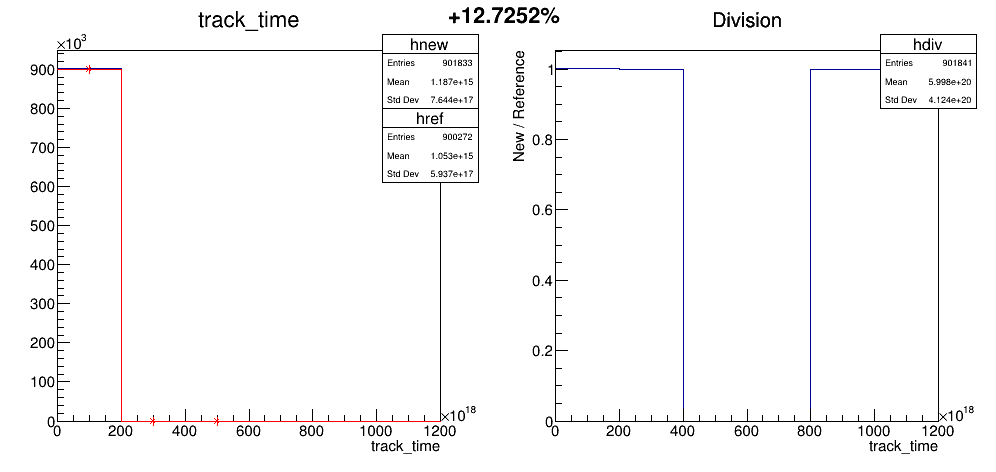 track_time
+12.7252%
Division
×10³
hnew
Entries 901833
Mean 1.187e+15
Std Dev 7.644e+17
href
Entries 900272
Mean 1.053e+15
Std Dev 5.937e+17
900
800
700
600
500
400
300
200
100
0
0 200 400 600 800 1000 1200
×10¹⁸
track_time
hdiv
Entries 901841
Mean 5.998e+20
Std Dev 4.124e+20
New / Reference
1
0.8
0.6
0.4
0.2
0
0 200 400 600 800 1000 1200
×10¹⁸
track_time